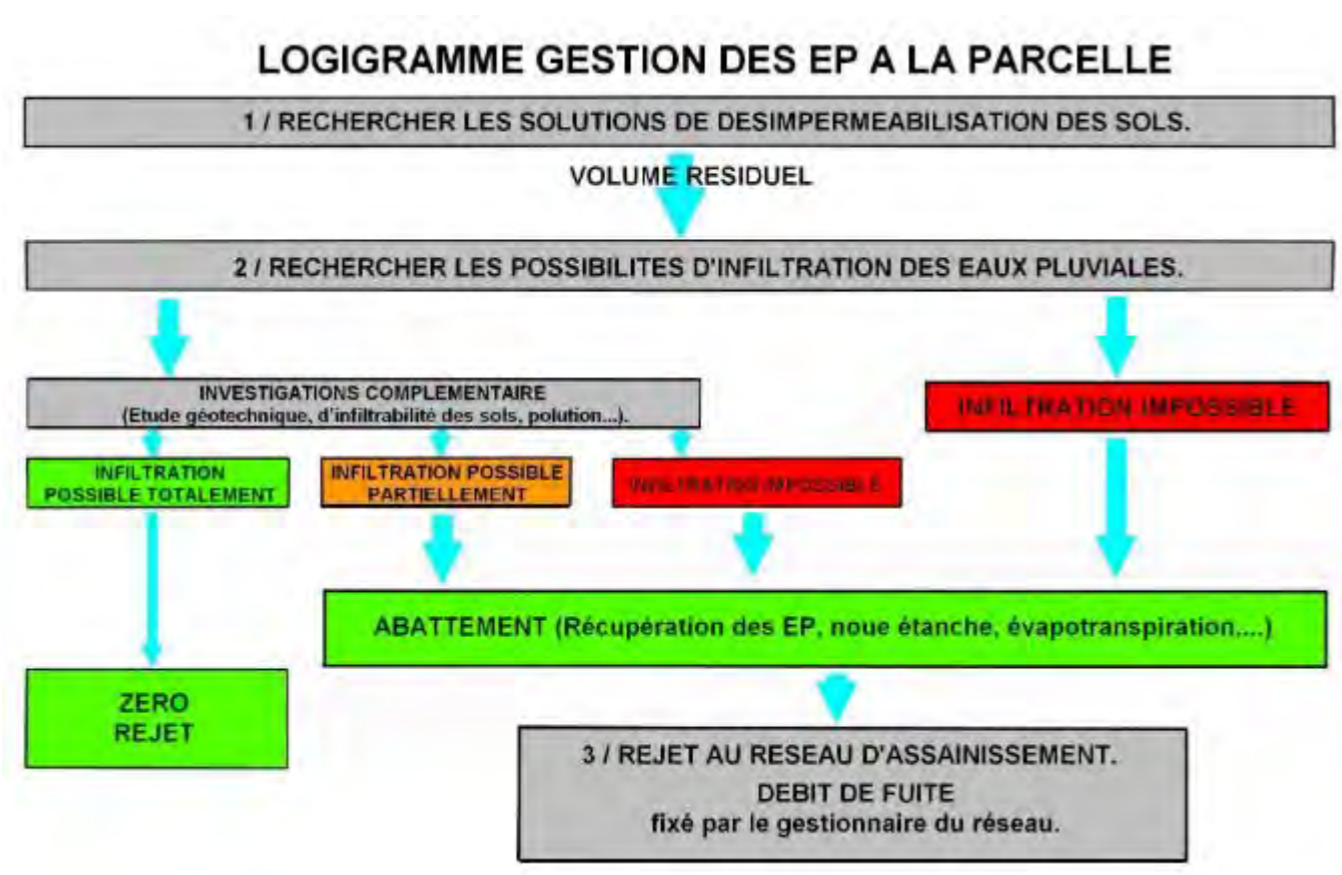 LOGIGRAMME GESTION DES EP A LA PARCELLE
1 / RECHERCHER LES SOLUTIONS DE DESIMPERMEABILISATION DES SOLS.
VOLUME RESIDUEL
2 / RECHERCHER LES POSSIBILITES D'INFILTRATION DES EAUX PLUVIALES.
INVESTIGATIONS COMPLEMENTAIRE
(Etude géotechnique, d'infiltrabilité des sols, polution...).
INFILTRATION IMPOSSIBLE
INFILTRATION
POSSIBLE TOTALEMENT
INFILTRATION POSSIBLE
PARTIELLEMENT
INFILTRATION IMPOSSIBLE
ABATTEMENT (Récupération des EP, noue étanche, évapotranspiration,...)
ZERO
REJET
3 / REJET AU RESEAU D'ASSAINISSEMENT.
DEBIT DE FUITE
fixé par le gestionnaire du réseau.